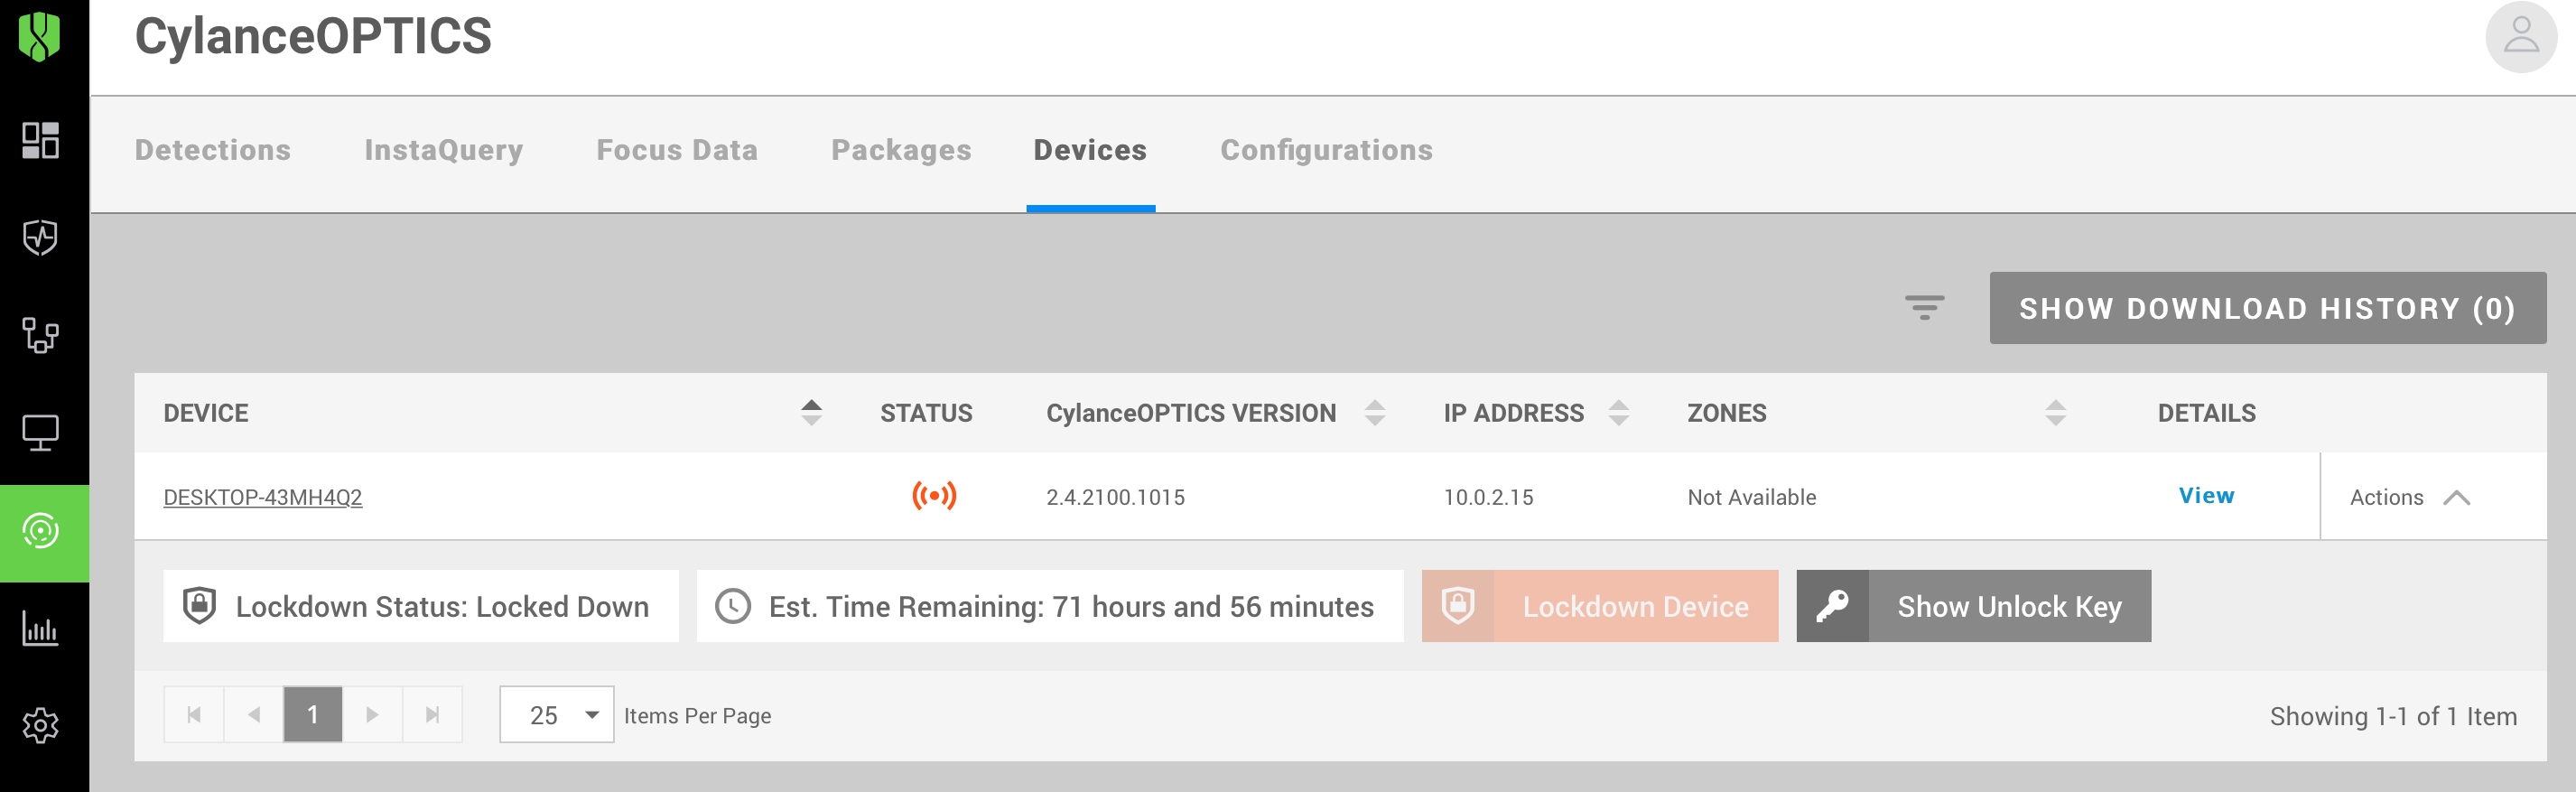 CylanceOPTICS
Detections InstaQuery Focus Data Packages Devices Configurations
SHOW DOWNLOAD HISTORY (0)
DEVICE STATUS CylanceOPTICS VERSION IP ADDRESS ZONES DETAILS
DESKTOP-43MH4Q2 2.4.2100.1015 10.0.2.15 Not Available View Actions
Lockdown Status: Locked Down Est. Time Remaining: 71 hours and 56 minutes Lockdown Device Show Unlock Key
1 25 Items Per Page Showing 1-1 of 1 Item